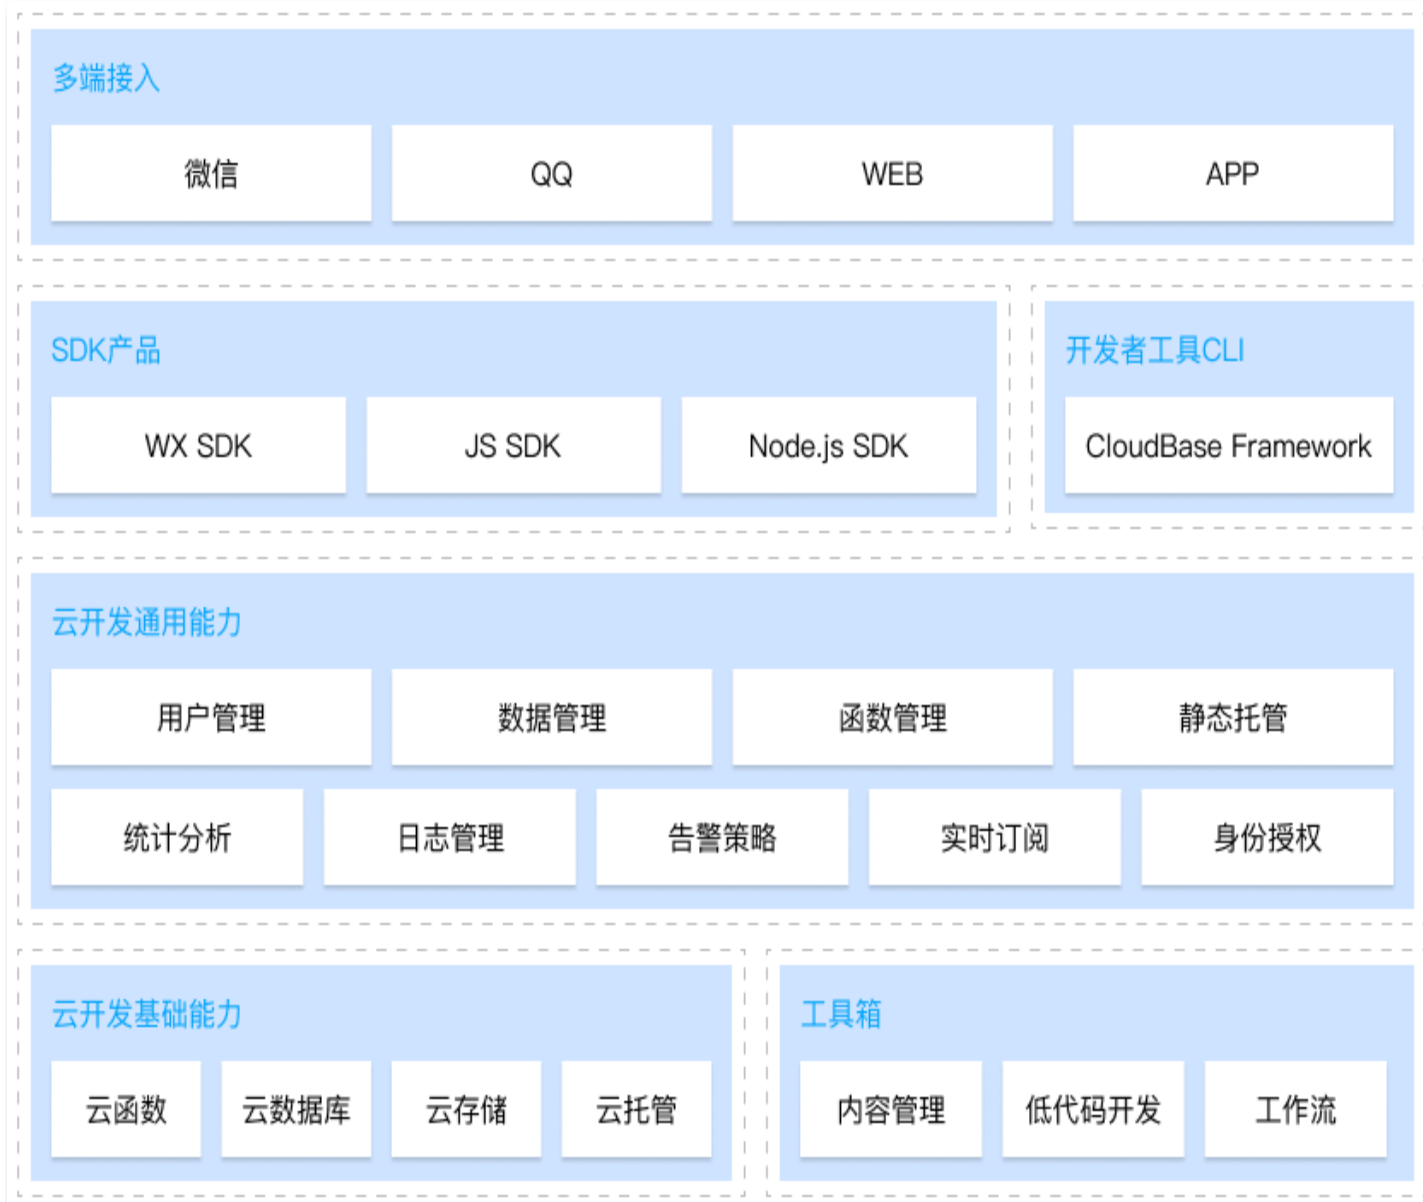 多端接入
微信
QQ
WEB
APP
SDK产品
WX SDK
JS SDK
Node.js SDK
开发者工具CLI
CloudBase Framework
云开发通用能力
用户管理
数据管理
函数管理
静态托管
统计分析
日志管理
告警策略
实时订阅
身份授权
云开发基础能力
云函数
云数据库
云存储
云托管
工具箱
内容管理
低代码开发
工作流